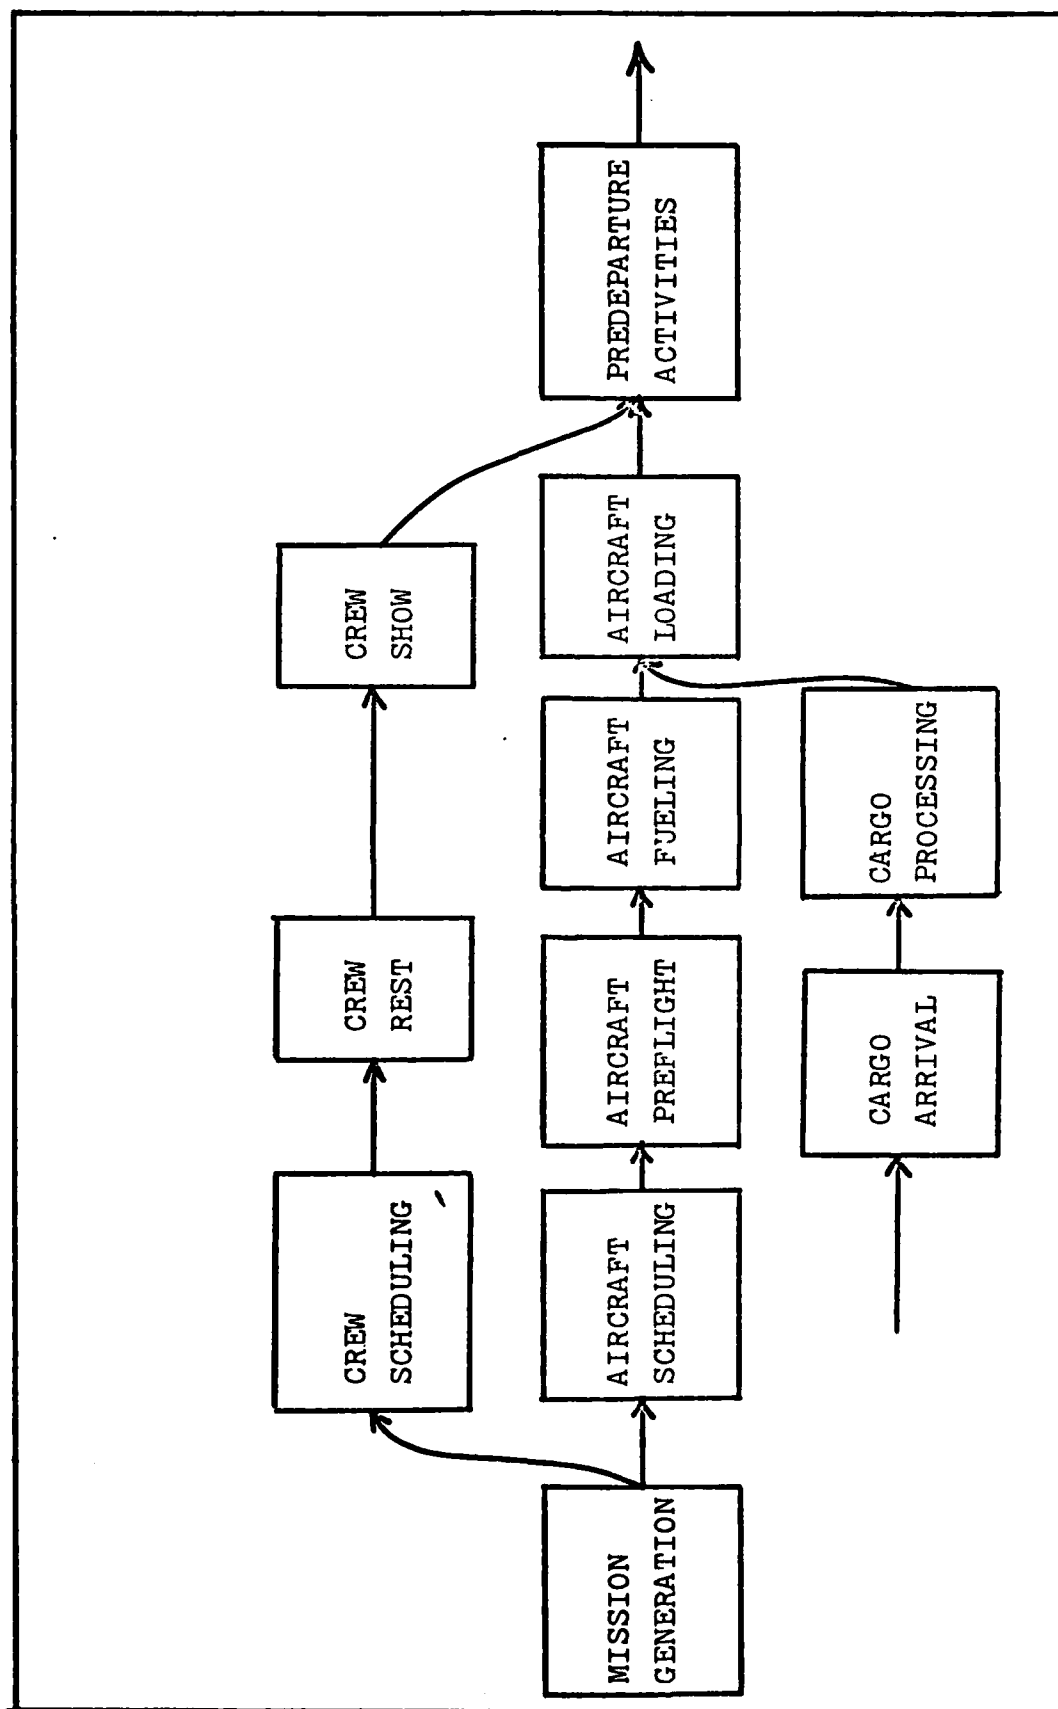 CREW
SCHEDULING
CREW
REST
CREW
SHOW
MISSION
GENERATION
AIRCRAFT
SCHEDULING
AIRCRAFT
PREFLIGHT
AIRCRAFT
FUELING
AIRCRAFT
LOADING
PREDEPARTURE
ACTIVITIES
CARGO
ARRIVAL
CARGO
PROCESSING